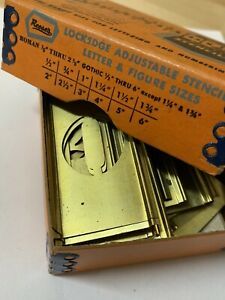 Reese's
LOCKEDGE ADJUSTABLE STENCIL
LETTER & FIGURE SIZES
ROMAN ⅛" THRU 2½" GOTHIC ½" THRU 6" except 1¼" & 1¾"
½" ¾" 1" 1¼" 1½" 1¾"
2" 2½" 3" 4" 5" 6"